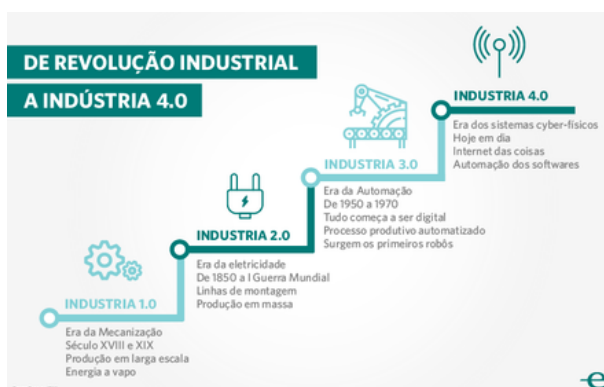 DE REVOLUÇÃO INDUSTRIAL
A INDÚSTRIA 4.0
INDUSTRIA 4.0
Era dos sistemas cyber-físicos
Hoje em dia
Internet das coisas
Automação dos softwares
INDUSTRIA 3.0
Era da Automação
De 1950 a 1970
Tudo começa a ser digital
Processo produtivo automatizado
Surgem os primeiros robôs
INDUSTRIA 2.0
Era da eletricidade
De 1850 a I Guerra Mundial
Linhas de montagem
Produção em massa
INDUSTRIA 1.0
Era da Mecanização
Século XVIII e XIX
Produção em larga escala
Energia a vapo
e